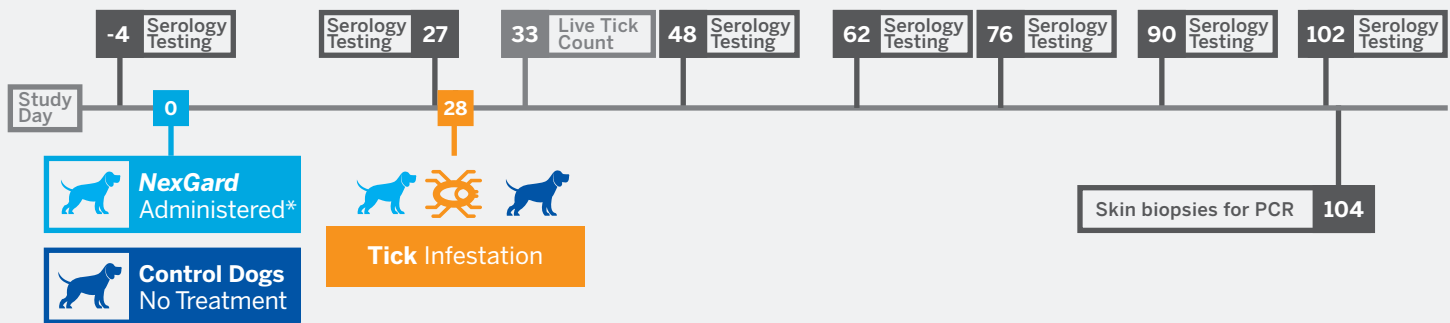 -4 Serology Testing
Serology Testing 27
33 Live Tick Count
48 Serology Testing
62 Serology Testing
76 Serology Testing
90 Serology Testing
102 Serology Testing
Study Day
0
28
NexGard
Administered*
Control Dogs
No Treatment
Tick Infestation
Skin biopsies for PCR 104